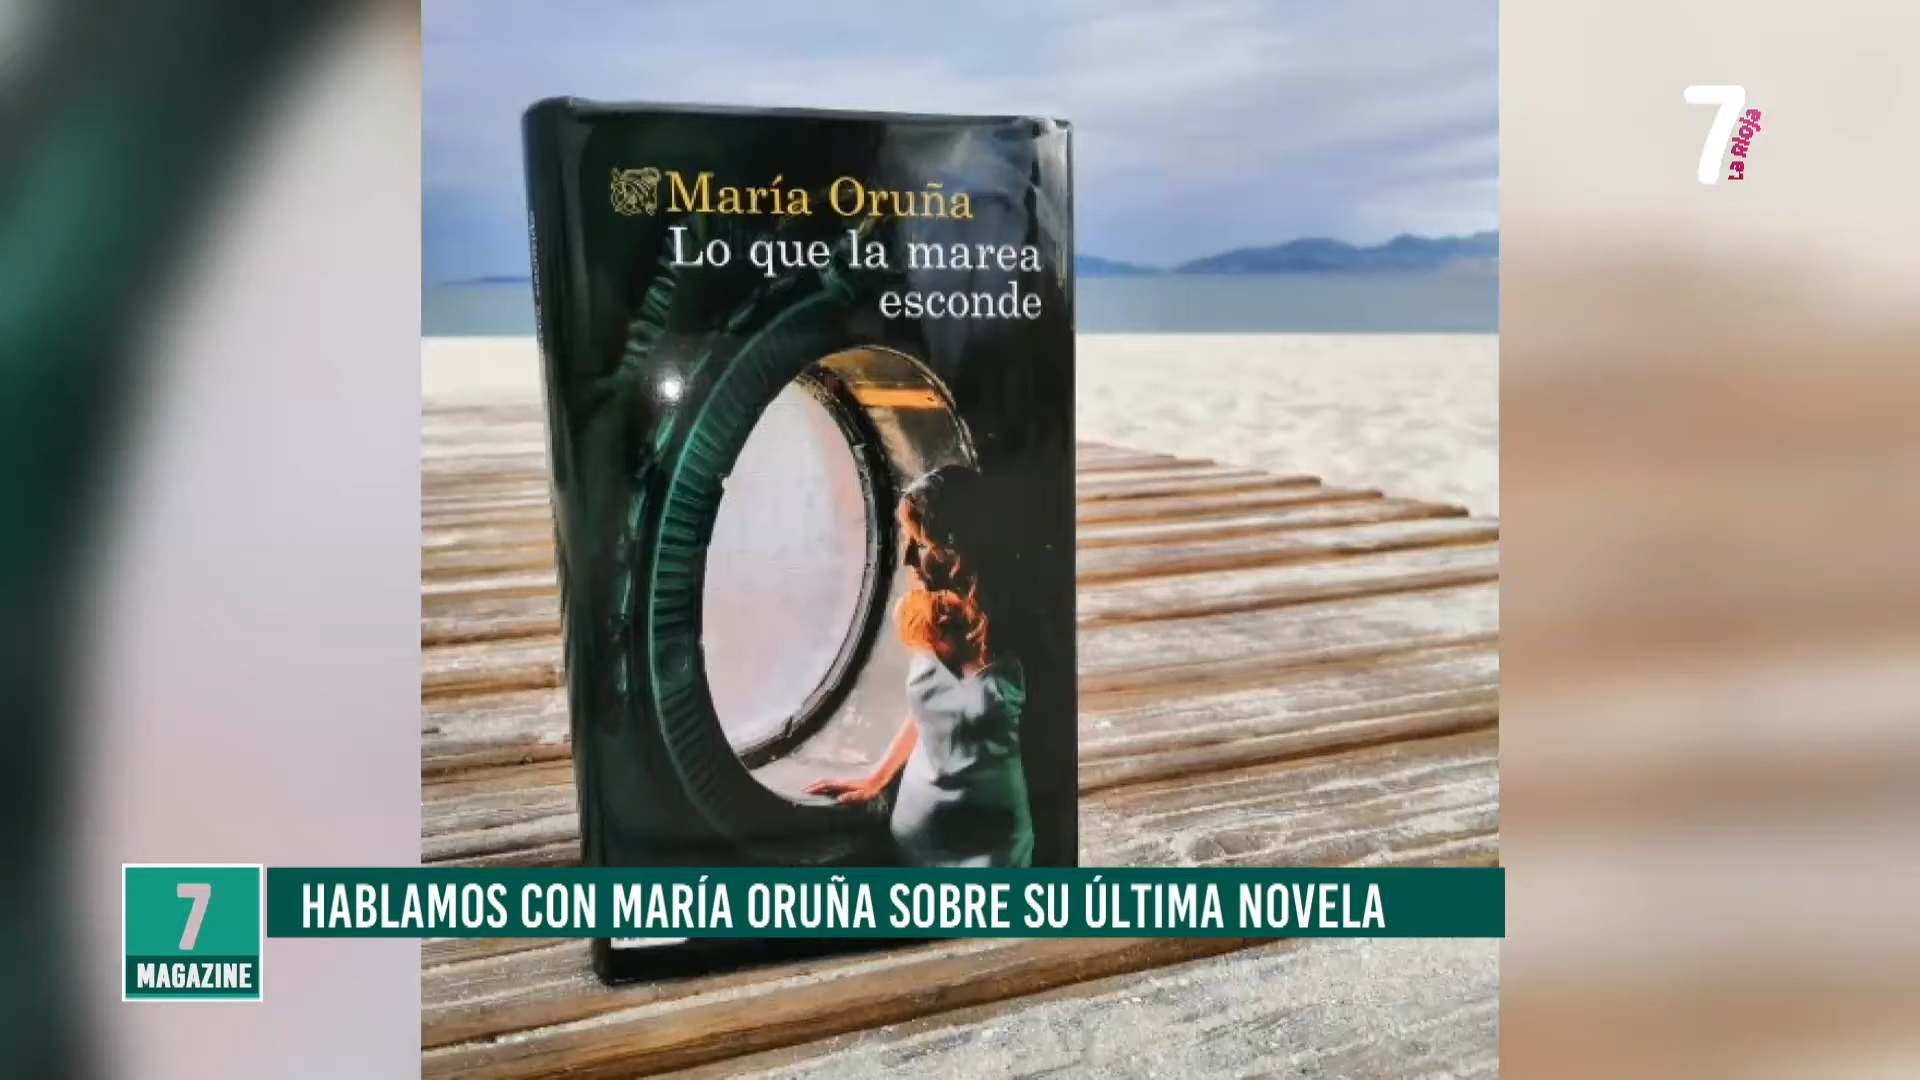 María Oruña
Lo que la marea
esconde
7
La Rioja
7
MAGAZINE
HABLAMOS CON MARÍA ORUÑA SOBRE SU ÚLTIMA NOVELA